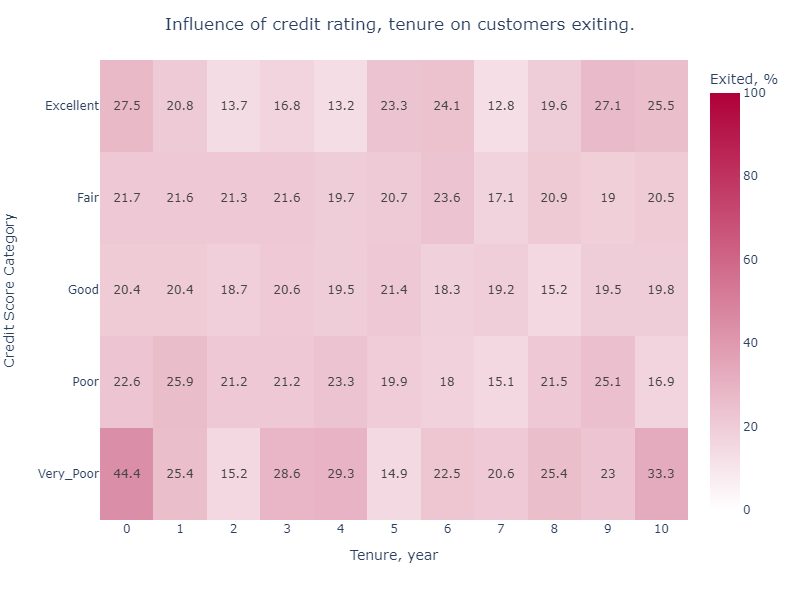 Influence of credit rating, tenure on customers exiting.
Exited, %
100
80
60
40
20
0
Credit Score Category
Excellent 27.5 20.8 13.7 16.8 13.2 23.3 24.1 12.8 19.6 27.1 25.5
Fair 21.7 21.6 21.3 21.6 19.7 20.7 23.6 17.1 20.9 19 20.5
Good 20.4 20.4 18.7 20.6 19.5 21.4 18.3 19.2 15.2 19.5 19.8
Poor 22.6 25.9 21.2 21.2 23.3 19.9 18 15.1 21.5 25.1 16.9
Very_Poor 44.4 25.4 15.2 28.6 29.3 14.9 22.5 20.6 25.4 23 33.3
0 1 2 3 4 5 6 7 8 9 10
Tenure, year